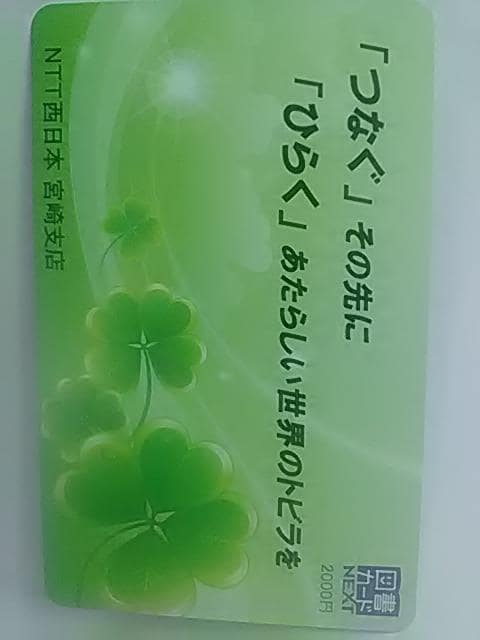 「つなぐ」その先に
「ひらく」あたらしい世界のトビラを
図書
カード
NEXT
2000円
NTT西日本 宮崎支店